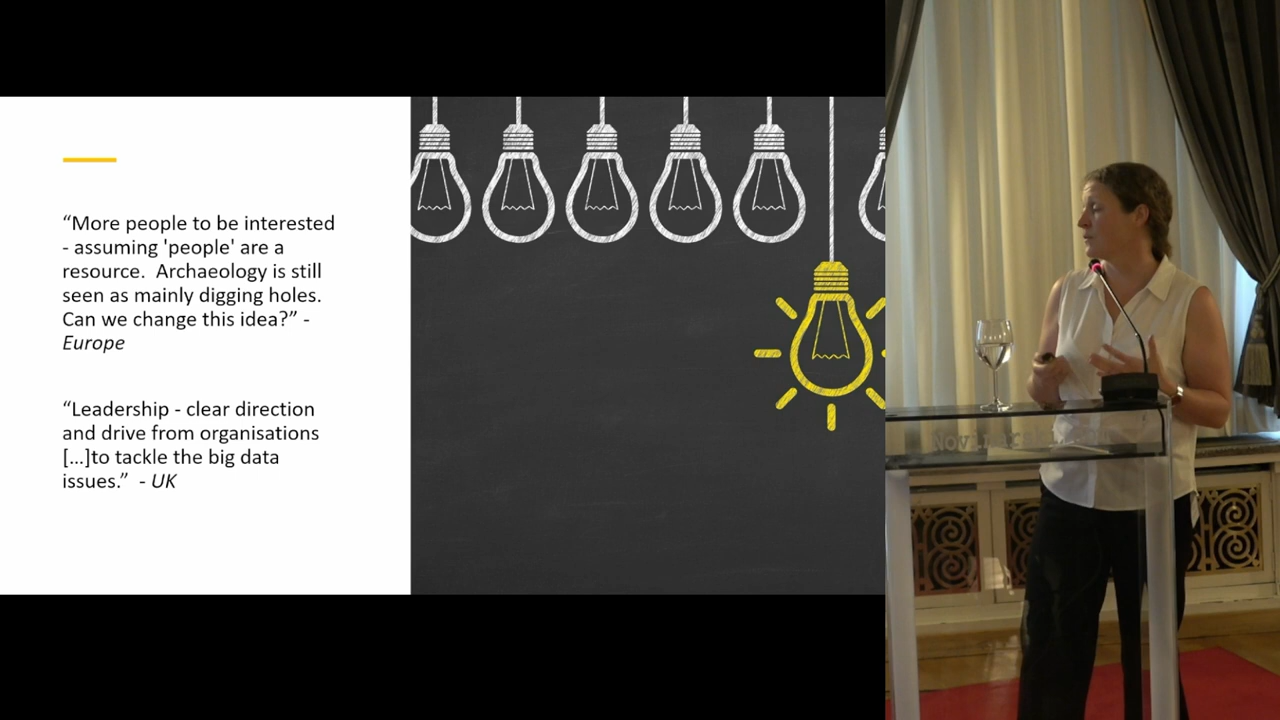 “More people to be interested
- assuming 'people' are a
resource.  Archaeology is still
seen as mainly digging holes.
Can we change this idea?” -
Europe
“Leadership - clear direction
and drive from organisations
[...]to tackle the big data
issues.”  - UK